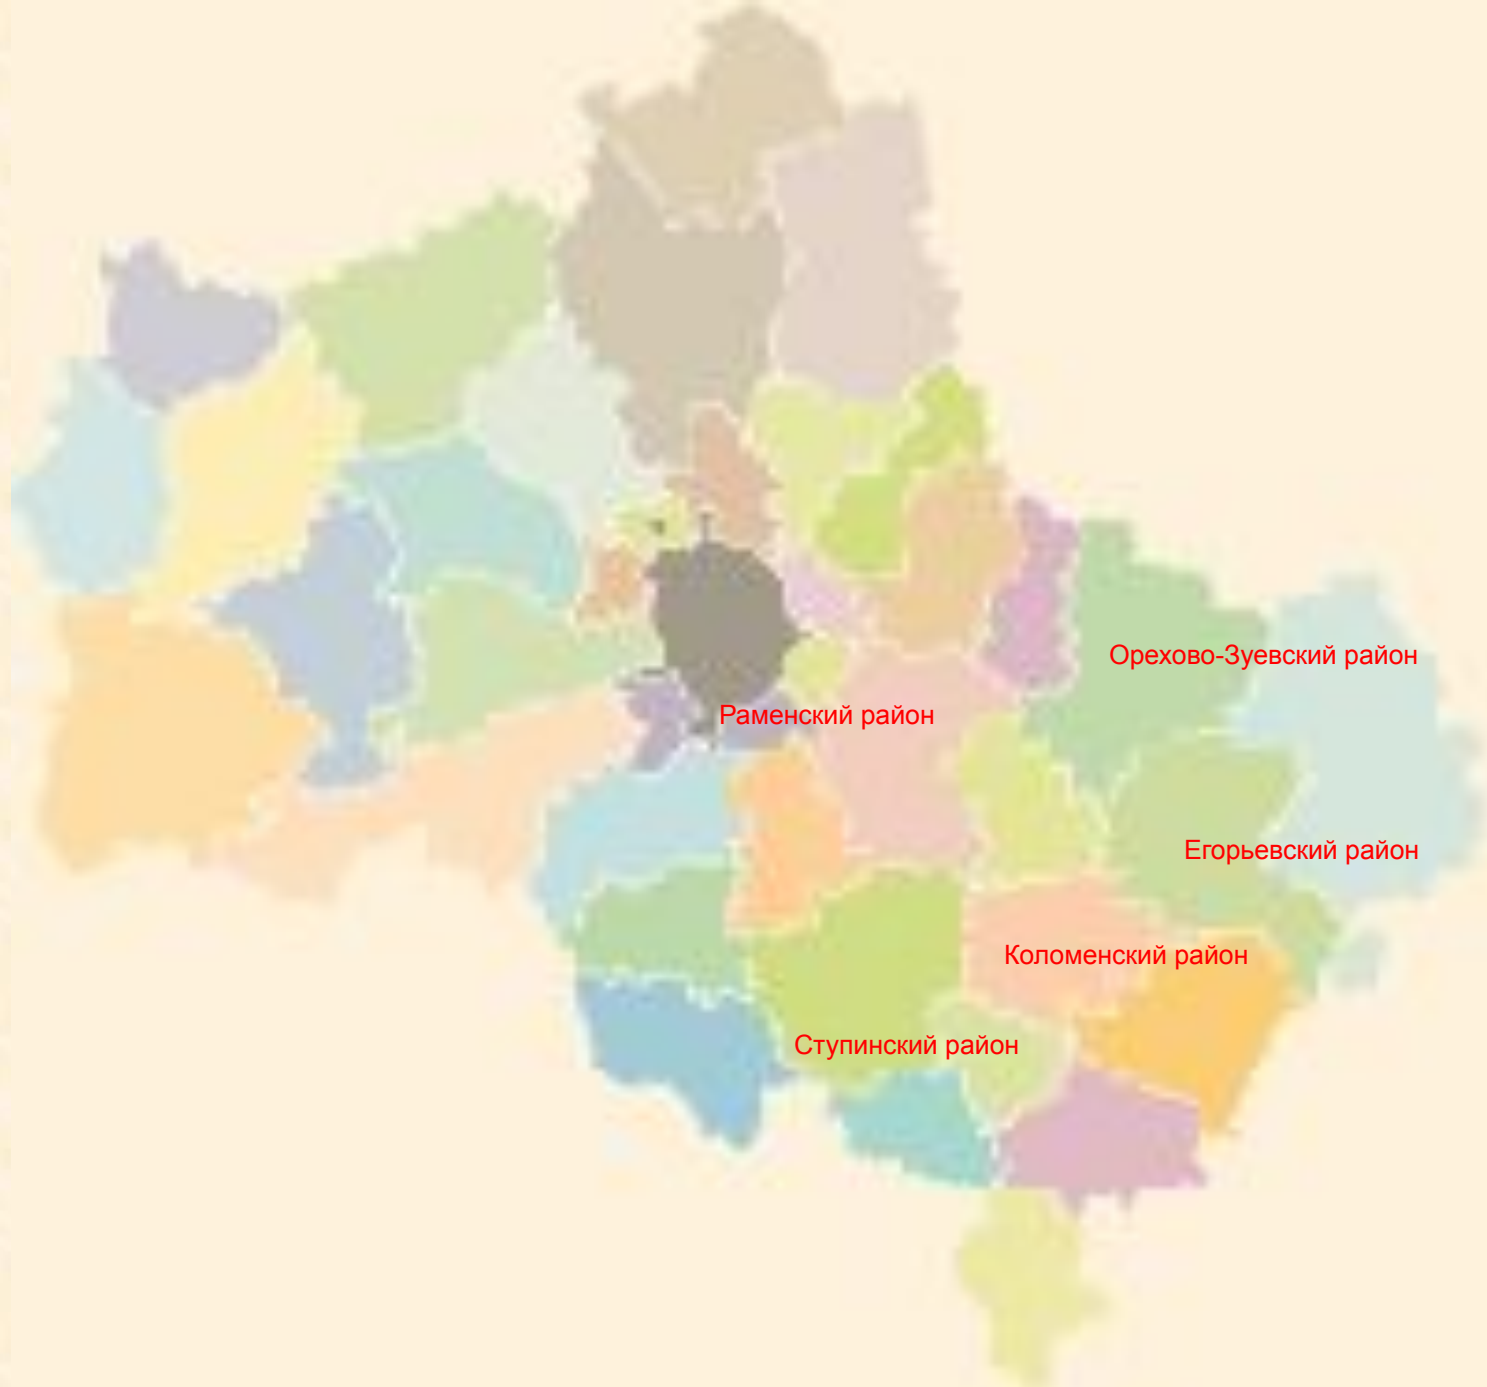 Орехово-Зуевский район
Раменский район
Егорьевский район
Коломенский район
Ступинский район